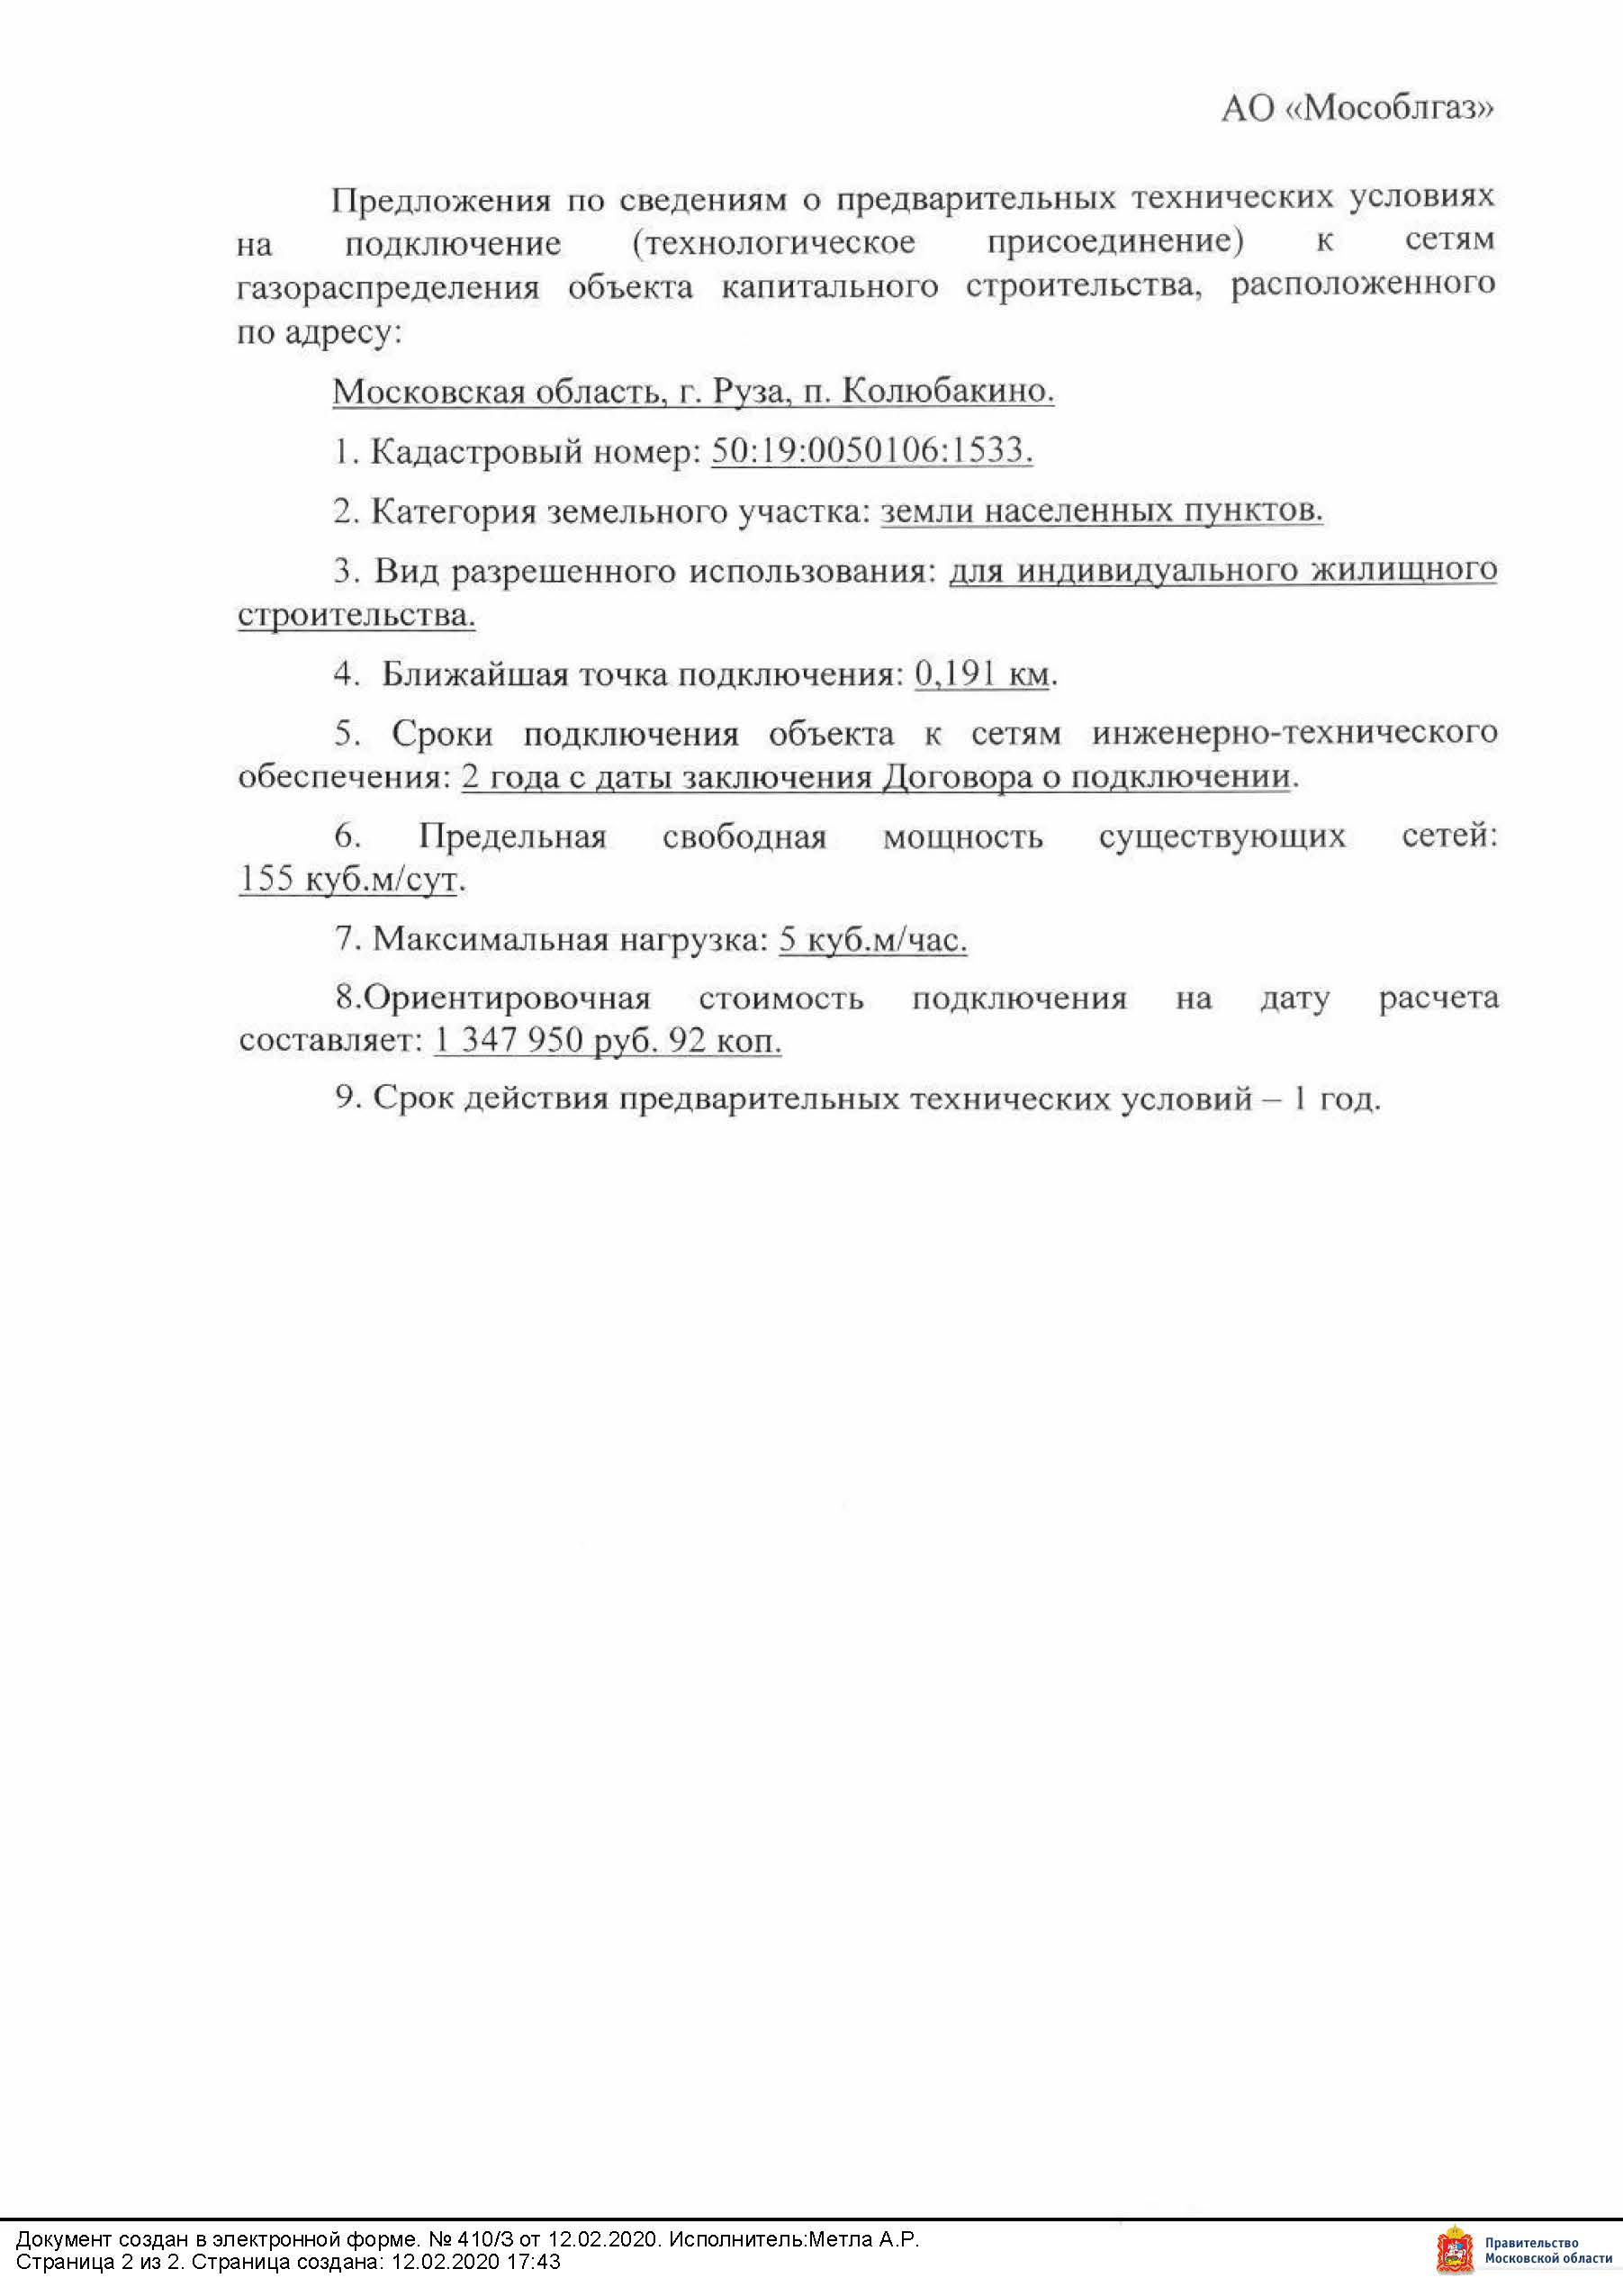 АО «Мособлгаз»
Предложения по сведениям о предварительных технических условиях
на подключение (технологическое присоединение) к сетям
газораспределения объекта капитального строительства, расположенного
по адресу:
Московская область, г. Руза, п. Колюбакино.
1. Кадастровый номер: 50:19:0050106:1533.
2. Категория земельного участка: земли населенных пунктов.
3. Вид разрешенного использования: для индивидуального жилищного
строительства.
4. Ближайшая точка подключения: 0,191 км.
5. Сроки подключения объекта к сетям инженерно-технического
обеспечения: 2 года с даты заключения Договора о подключении.
6. Предельная свободная мощность существующих сетей:
155 куб.м/сут.
7. Максимальная нагрузка: 5 куб.м/час.
8.Ориентировочная стоимость подключения на дату расчета
составляет: 1 347 950 руб. 92 коп.
9. Срок действия предварительных технических условий – 1 год.
Документ создан в электронной форме. № 410/З от 12.02.2020. Исполнитель:Метла А.Р.
Страница 2 из 2. Страница создана: 12.02.2020 17:43
Правительство
Московской области